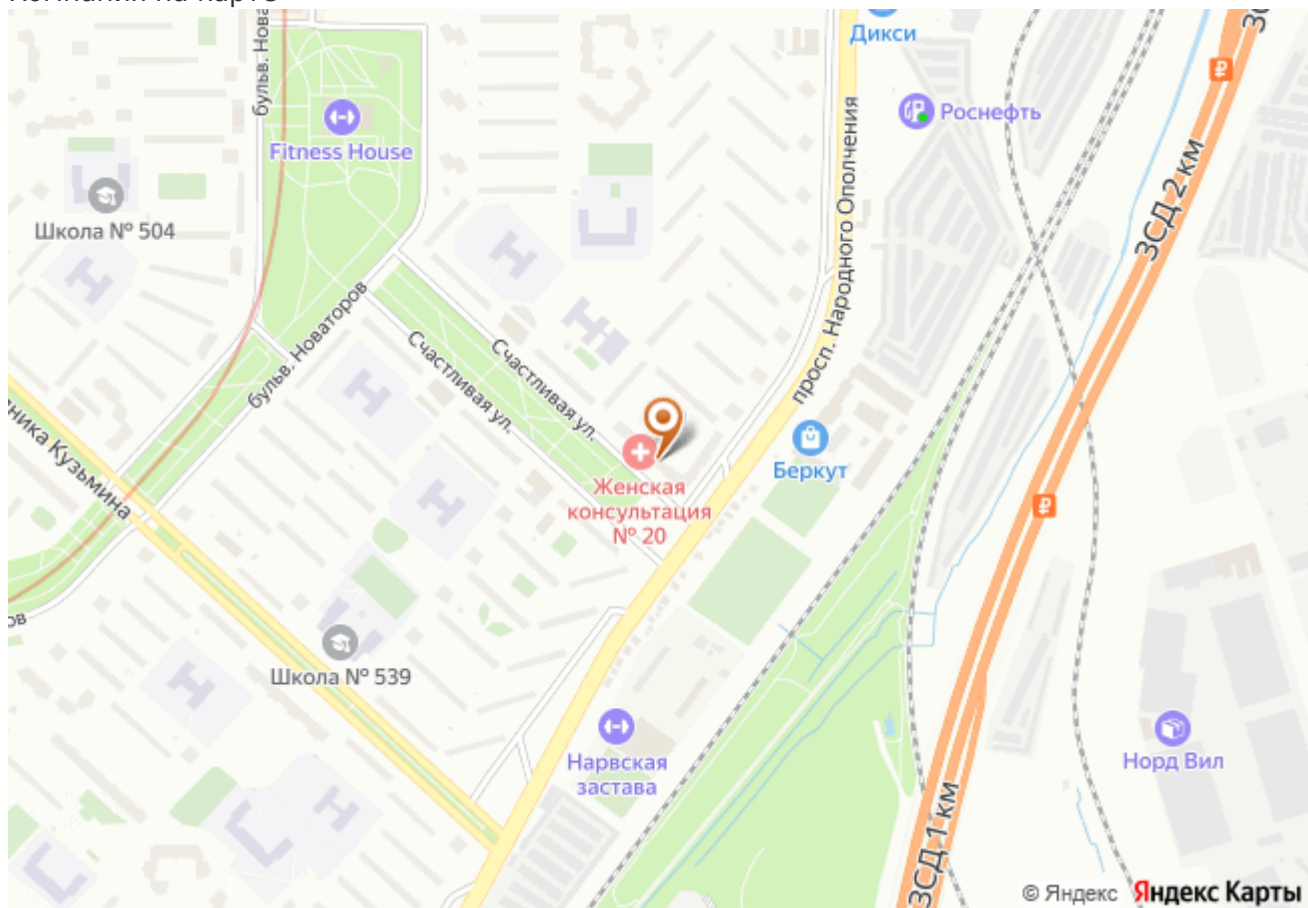 Дикси
бульв. Нова
Fitness House
Роснефть
Школа № 504
просп. Народного Ополчения
ЗСД 2 км
бульв. Новаторов
Счастливая ул.
Счастливая ул.
Беркут
Женская
консультация
№ 20
ника Кузьмина
ов
Школа № 539
Нарвская
застава
Норд Вил
ЗСД 1 км
© Яндекс Яндекс Карты